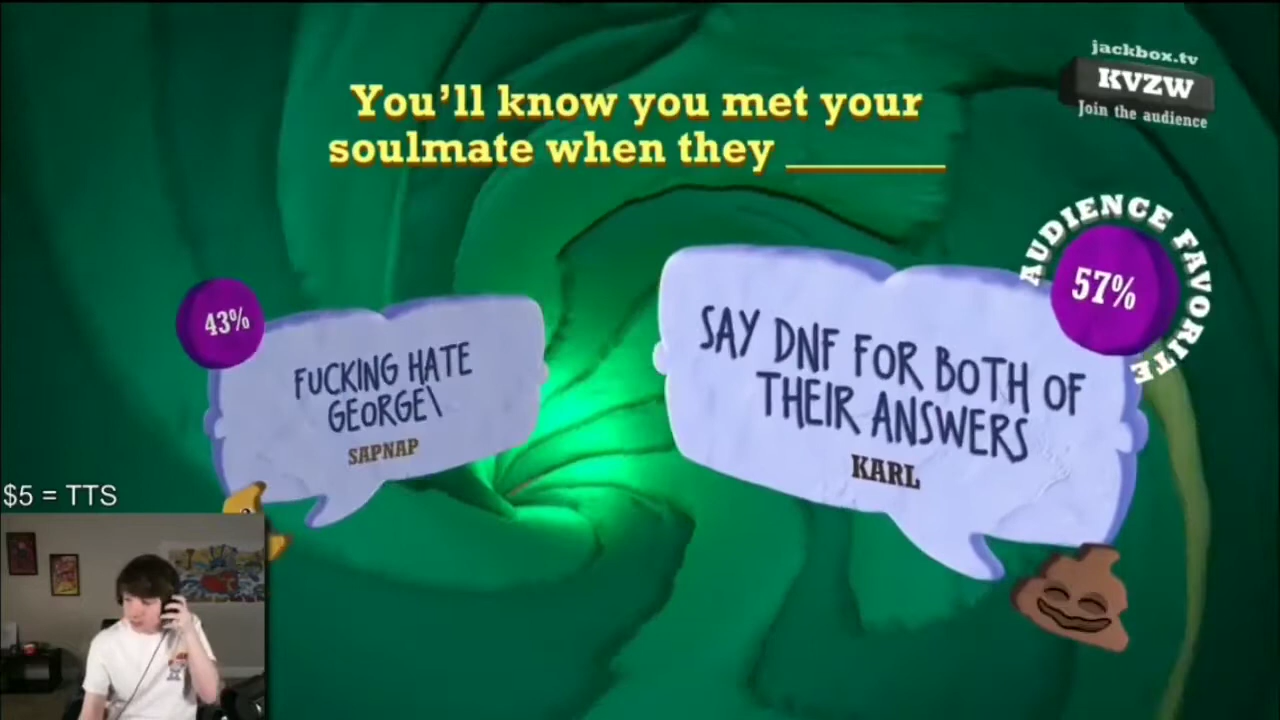 jackbox.tv
KVZW
Join the audience
You'll know you met your
soulmate when they ________
AUDIENCE FAVORITE
43%
57%
FUCKING HATE
GEORGE\
SAPNAP
SAY DNF FOR BOTH OF
THEIR ANSWERS
KARL
$5 = TTS